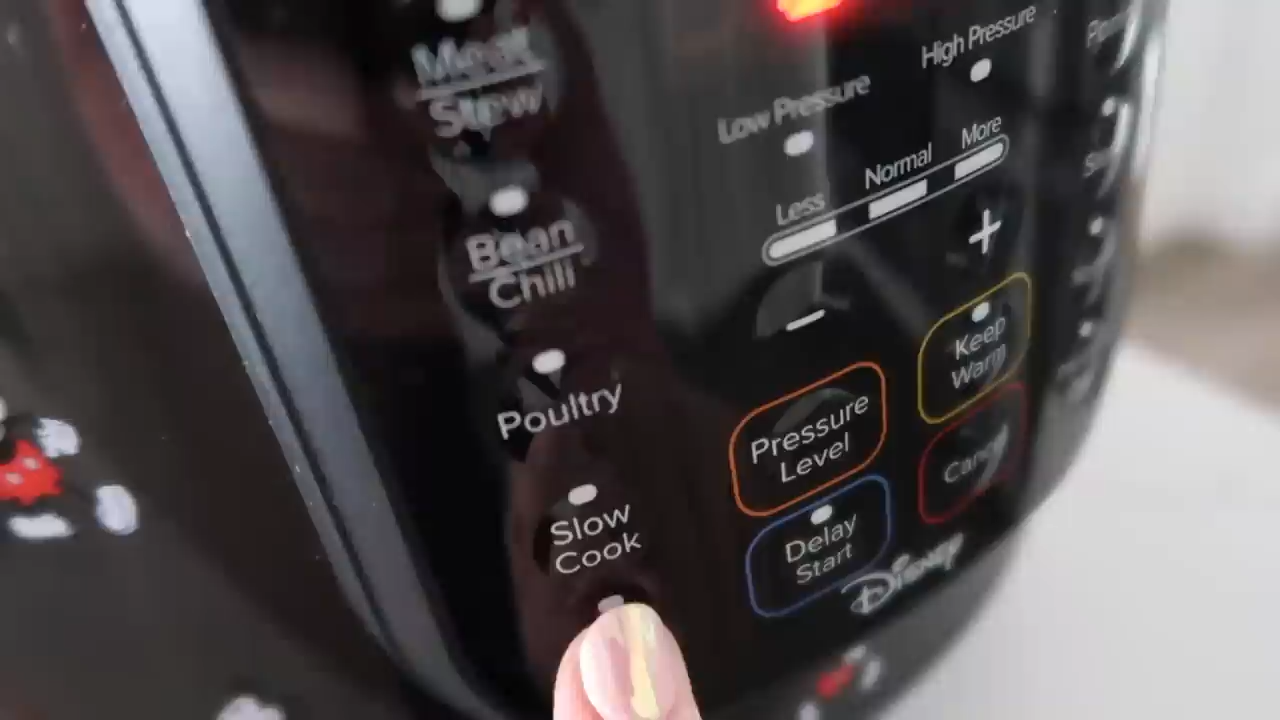 Meat
Stew
Bean
Chili
Poultry
Slow
Cook
Low Pressure
High Pressure
Less
Normal
More
+
−
Keep
Warm
Pressure
Level
Cancel
Delay
Start
Disney